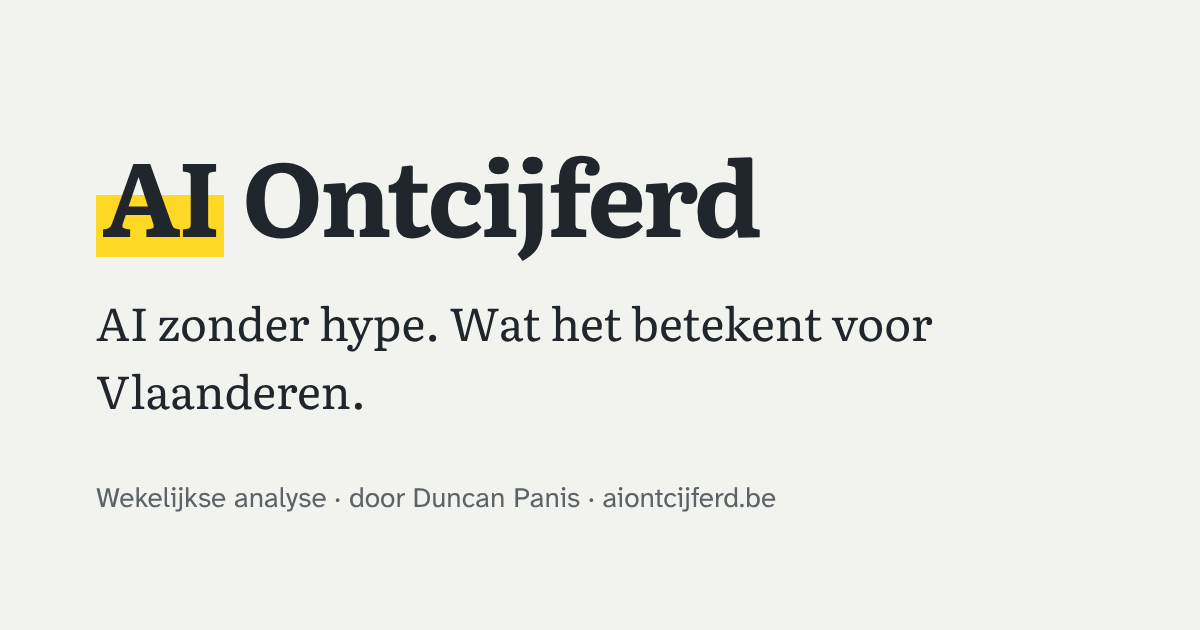 AI Ontcijferd
AI zonder hype. Wat het betekent voor
Vlaanderen.
Wekelijkse analyse · door Duncan Panis · aiontcijferd.be